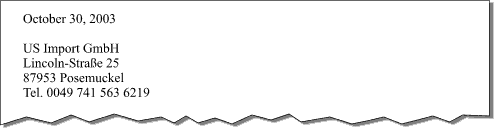 October 30, 2003
US Import GmbH
Lincoln-Straße 25
87953 Posemuckel
Tel. 0049 741 563 6219